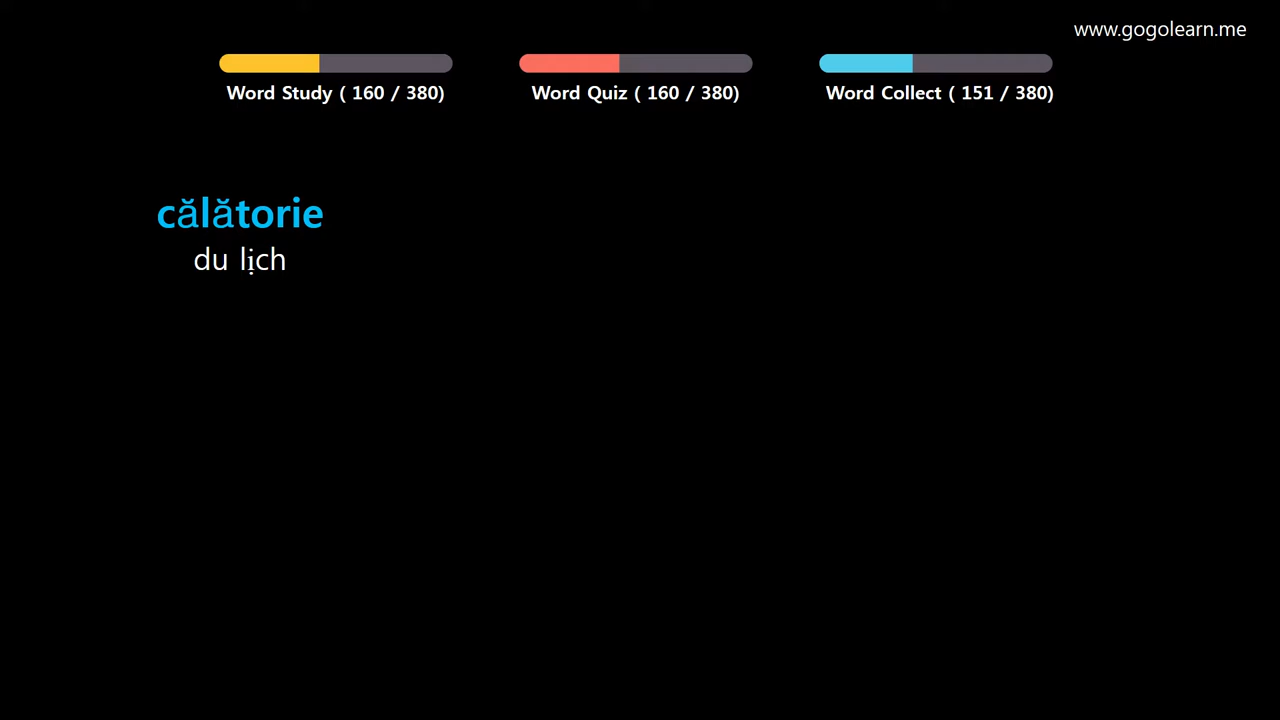 www.gogolearn.me
Word Study ( 160 / 380)
Word Quiz ( 160 / 380)
Word Collect ( 151 / 380)
călătorie
du lịch